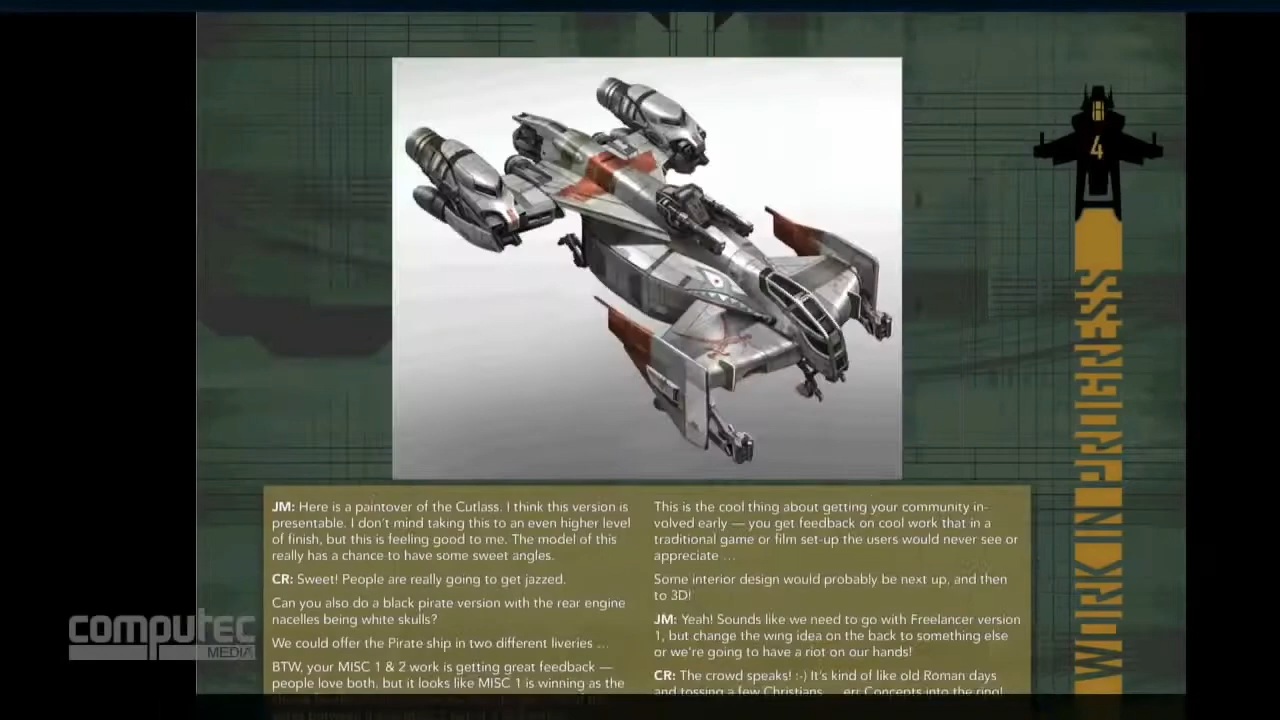 4
WORK IN PROGRESS
JM: Here is a paintover of the Cutlass. I think this version is
presentable. I don't mind taking this to an even higher level
of finish, but this is feeling good to me. The model of this
really has a chance to have some sweet angles.
CR: Sweet! People are really going to get jazzed.
Can you also do a black pirate version with the rear engine
nacelles being white skulls?
We could offer the Pirate ship in two different liveries ...
BTW, your MISC 1 & 2 work is getting great feedback —
people love both, but it looks like MISC 1 is winning as the
This is the cool thing about getting your community in-
volved early — you get feedback on cool work that in a
traditional game or film set-up the users would never see or
appreciate ...
Some interior design would probably be next up, and then
to 3D!
JM: Yeah! Sounds like we need to go with Freelancer version
1, but change the wing idea on the back to something else
or we're going to have a riot on our hands!
CR: The crowd speaks! :-) It's kind of like old Roman days
and tossing a few Christians ... err Concepts into the ring!
computec
MEDIA